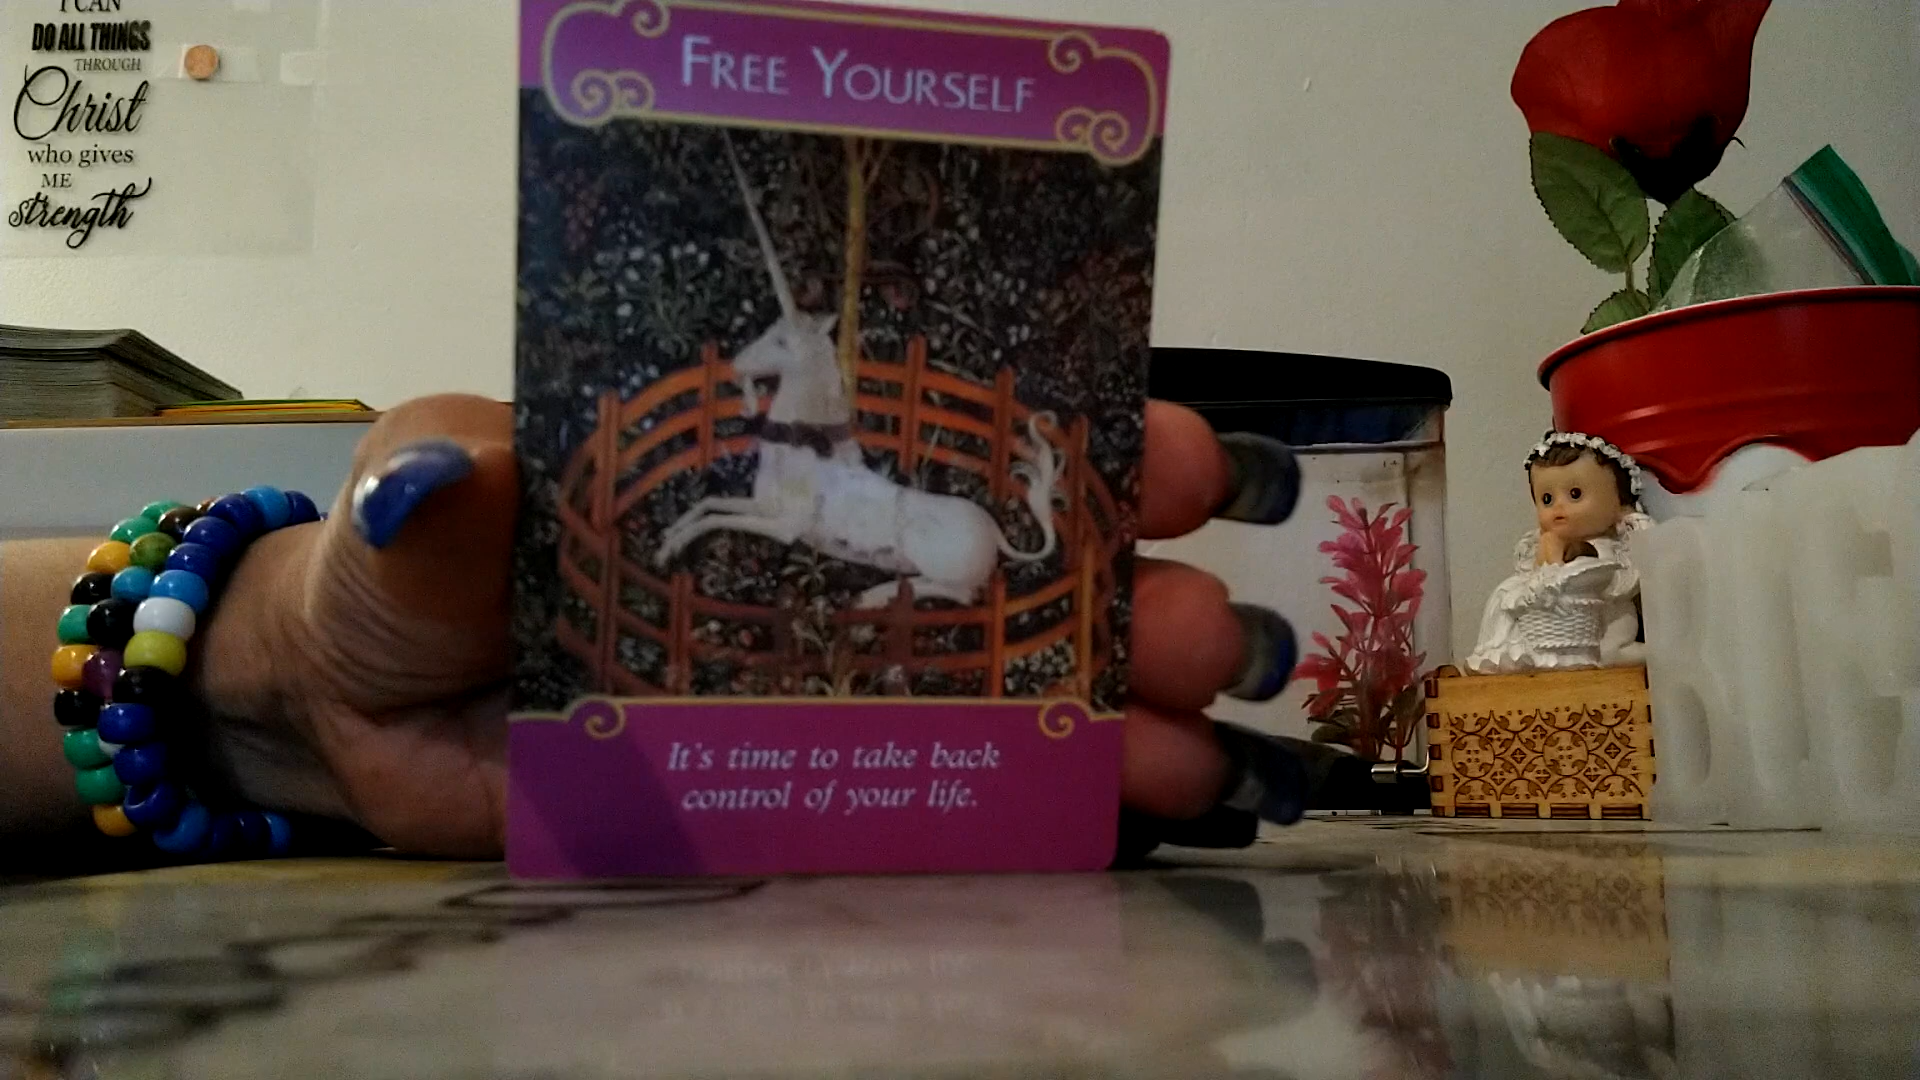 I CAN
DO ALL THINGS
THROUGH
Christ
who gives
ME
strength
FREE YOURSELF
It's time to take back
control of your life.